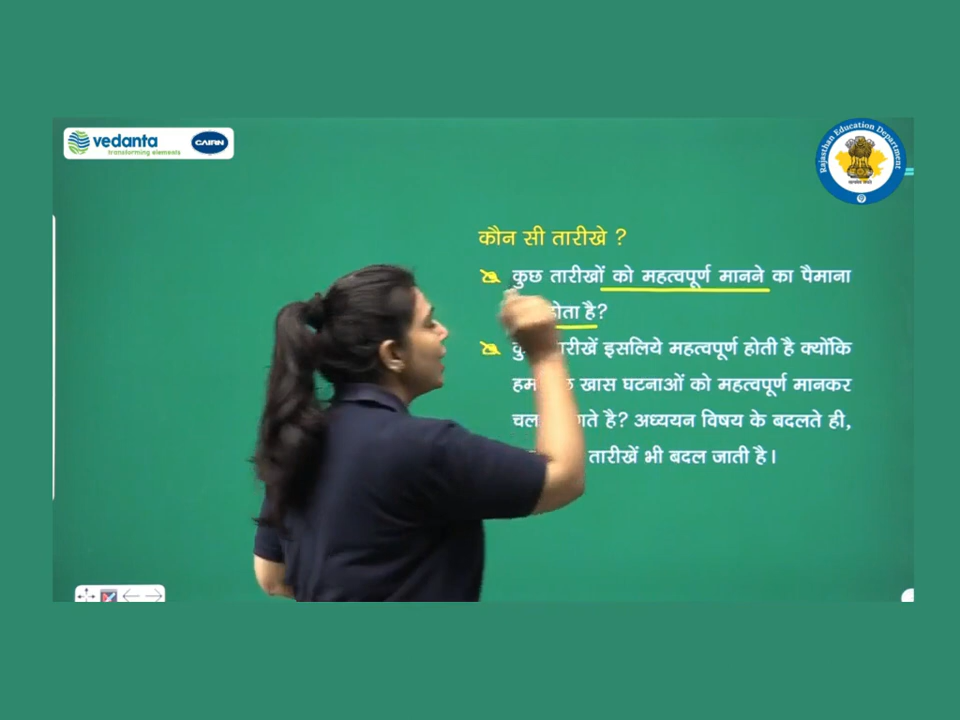 vedanta
transforming elements
CAIRN
Rajasthan Education Department
कौन सी तारीखे ?
कुछ तारीखों को महत्वपूर्ण मानने का पैमाना
होता है?
तारीखें इसलिये महत्वपूर्ण होती है क्योंकि
हम खास घटनाओं को महत्वपूर्ण मानकर
है? अध्ययन विषय के बदलते ही,
तारीखें भी बदल जाती है।